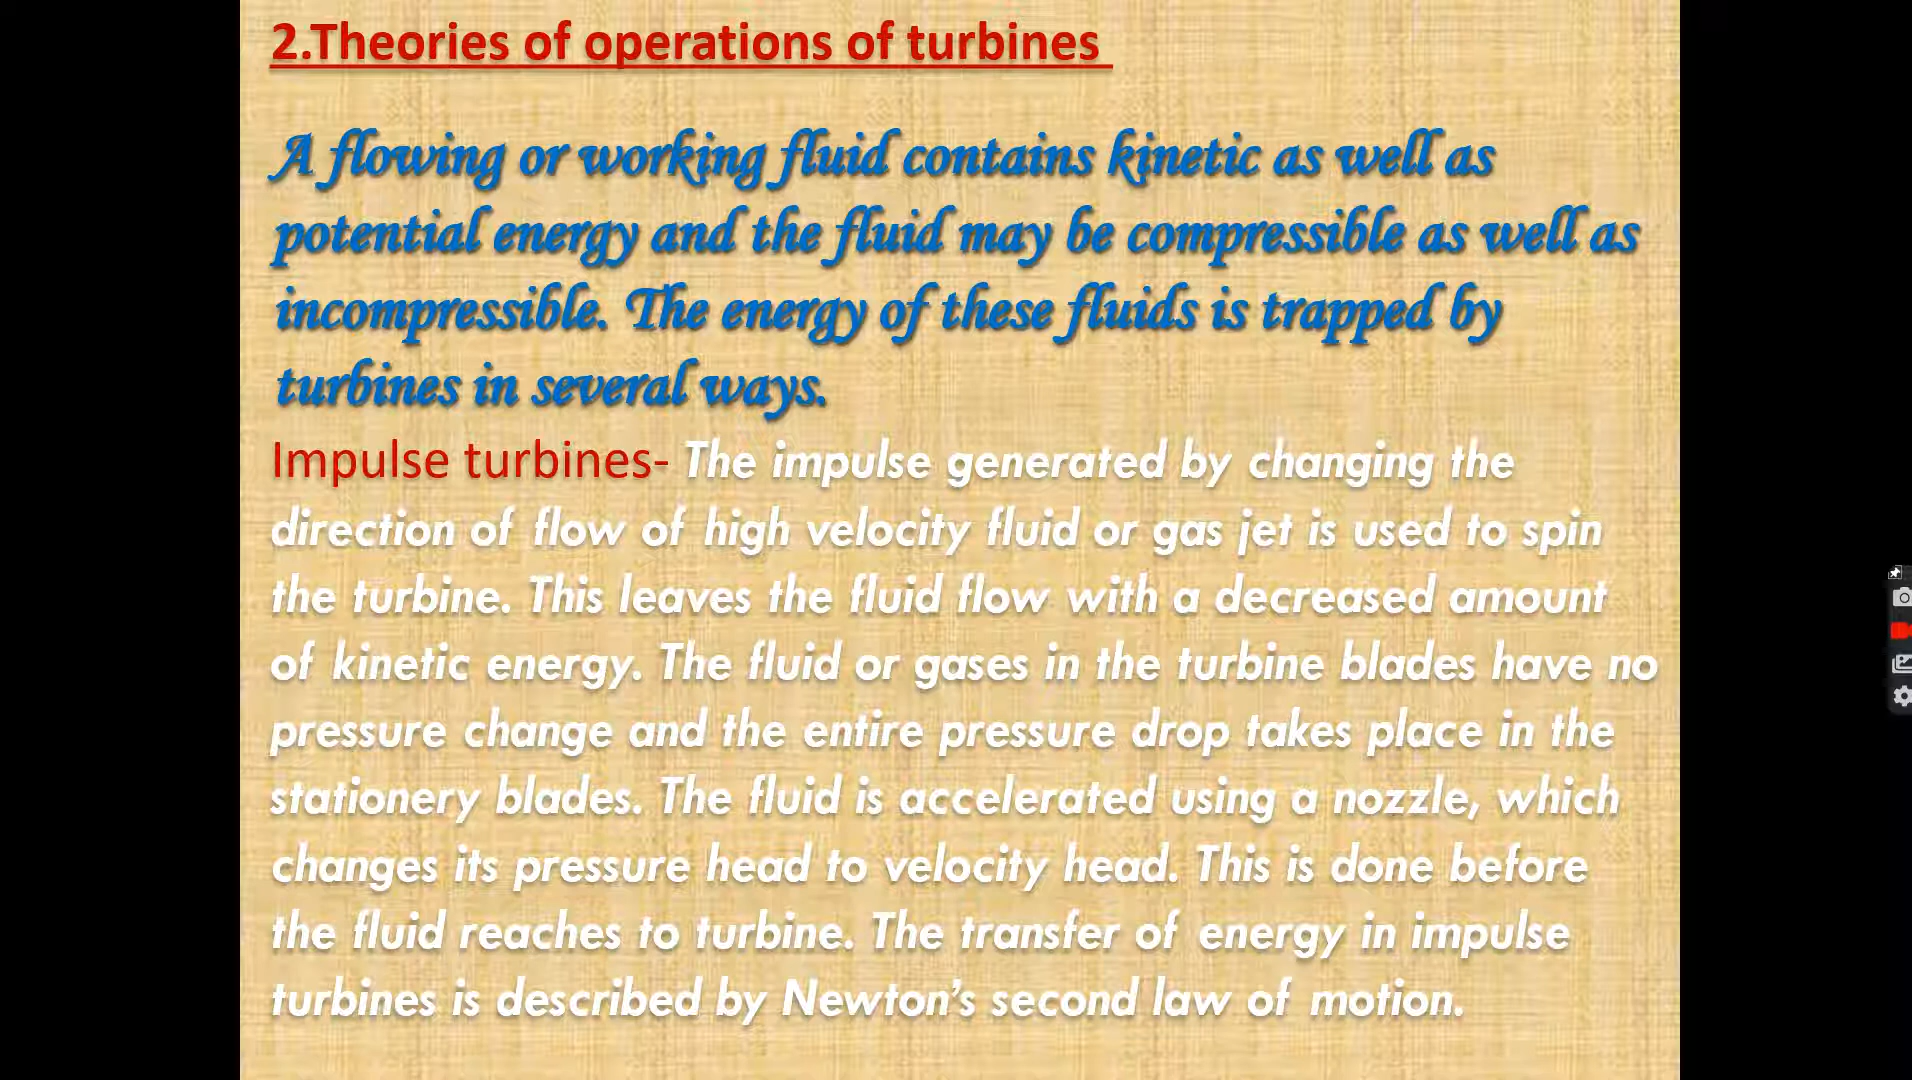 2.Theories of operations of turbines
A flowing or working fluid contains kinetic as well as
potential energy and the fluid may be compressible as well as
incompressible. The energy of these fluids is trapped by
turbines in several ways.
Impulse turbines- The impulse generated by changing the
direction of flow of high velocity fluid or gas jet is used to spin
the turbine. This leaves the fluid flow with a decreased amount
of kinetic energy. The fluid or gases in the turbine blades have no
pressure change and the entire pressure drop takes place in the
stationery blades. The fluid is accelerated using a nozzle, which
changes its pressure head to velocity head. This is done before
the fluid reaches to turbine. The transfer of energy in impulse
turbines is described by Newton’s second law of motion.